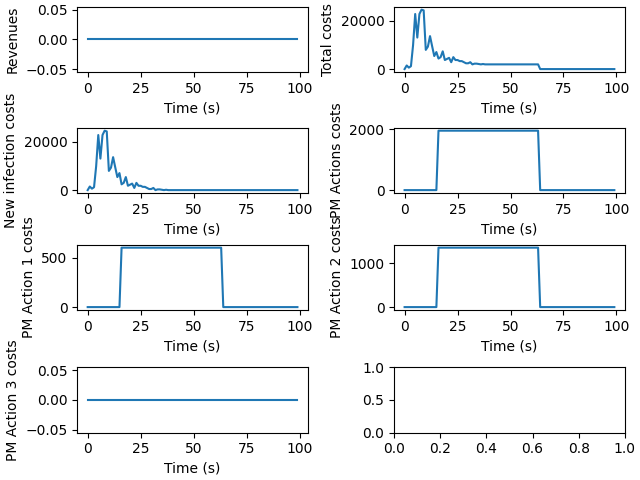 Revenues
0.05
0.00
−0.05
0 25 50 75 100
Time (s)
Total costs
20000
0
0 25 50 75 100
Time (s)
New infection costs
20000
0
0 25 50 75 100
Time (s)
PM Actions costs
2000
0
0 25 50 75 100
Time (s)
PM Action 1 costs
500
0
0 25 50 75 100
Time (s)
PM Action 2 costs
1000
0
0 25 50 75 100
Time (s)
PM Action 3 costs
0.05
0.00
−0.05
0 25 50 75 100
Time (s)
1.0
0.5
0.0
0.0 0.2 0.4 0.6 0.8 1.0